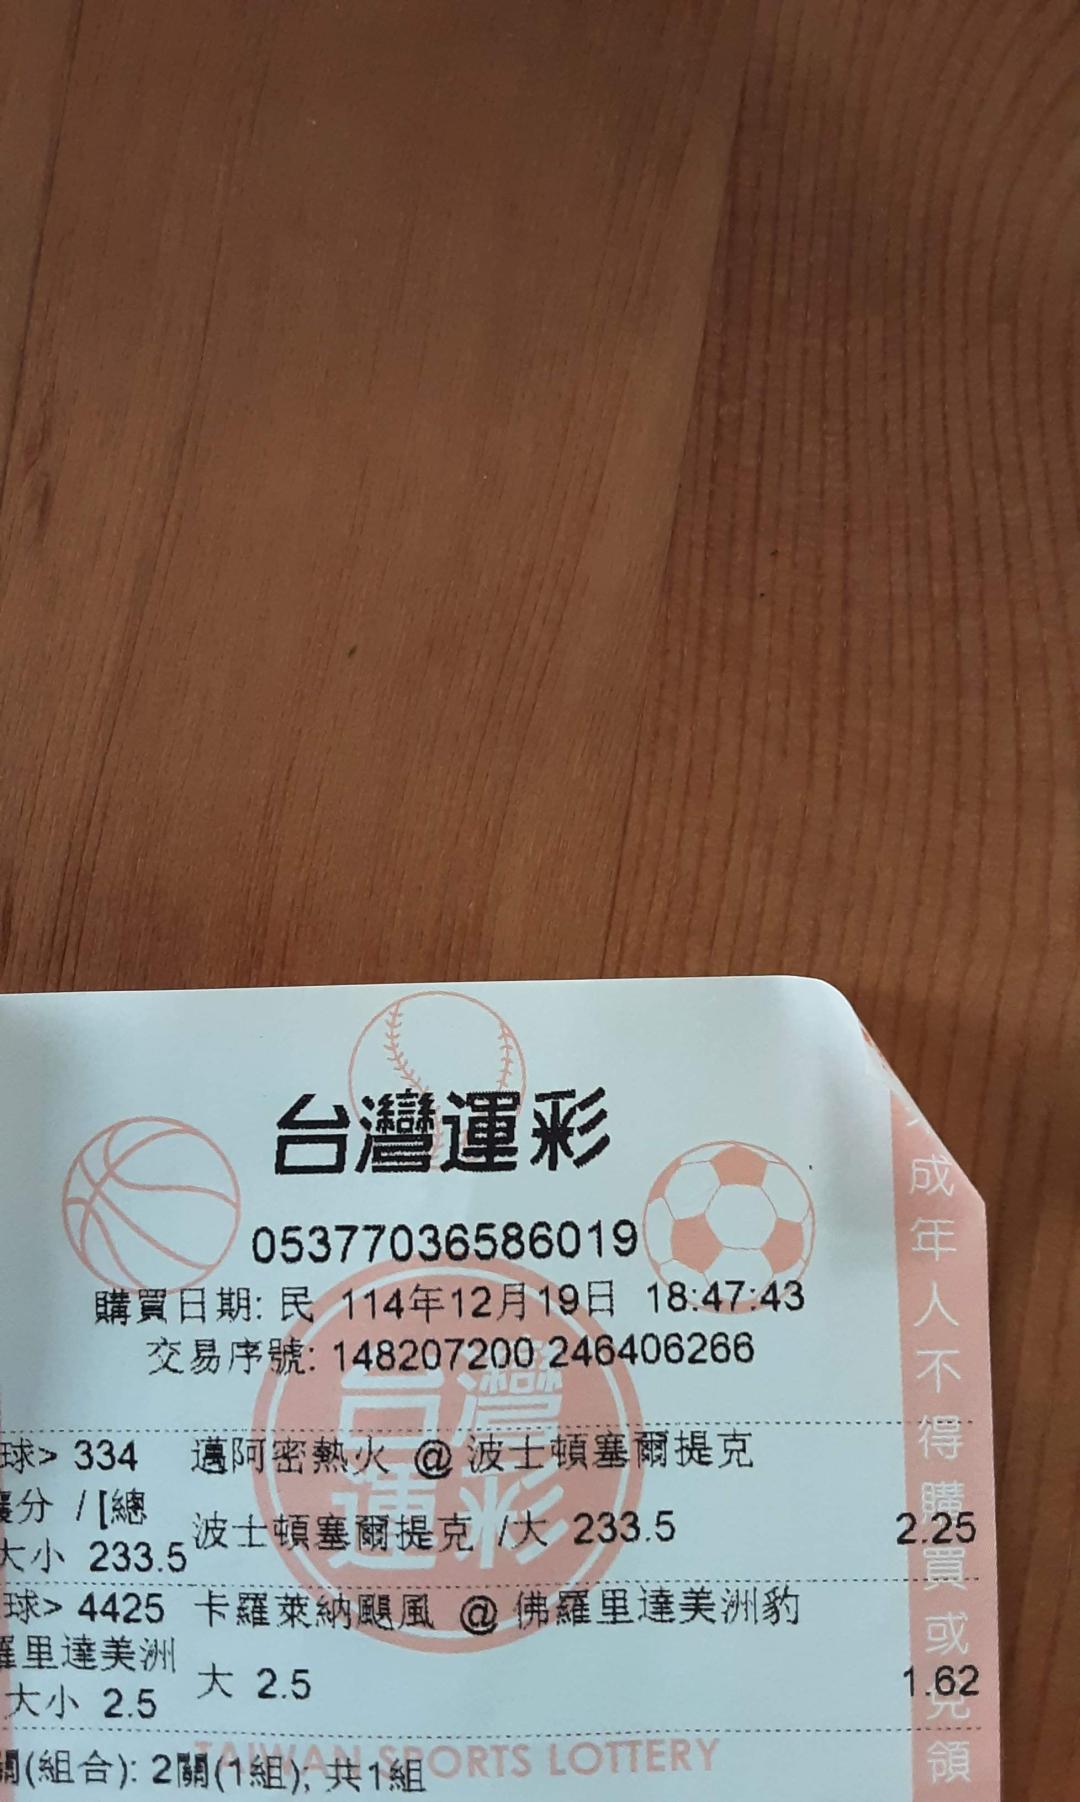 台灣運彩
05377036586019
購買日期: 民 114年12月19日 18:47:43
交易序號: 148207200 246406266
球> 334 邁阿密熱火 @ 波士頓塞爾提克
分 / [總
大小 233.5
波士頓塞爾提克 /大 233.5 2.25
球> 4425 卡羅萊納颶風 @ 佛羅里達美洲豹
羅里達美洲
大小 2.5
大 2.5 1.62
關(組合): 2關(1組); 共1組
台灣
運彩
TAIWAN SPORTS LOTTERY
成年人不得購買或兌領